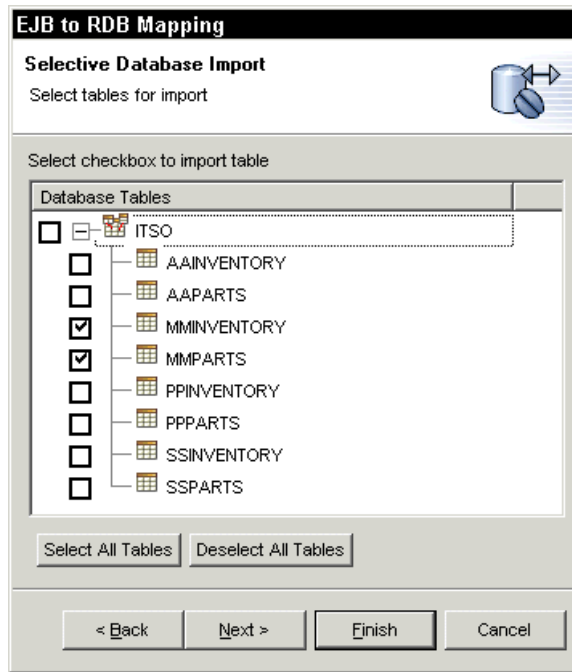 EJB to RDB Mapping
Selective Database Import
Select tables for import
Select checkbox to import table
Database Tables
ITSO
AAINVENTORY
AAPARTS
MMINVENTORY
MMPARTS
PPINVENTORY
PPPARTS
SSINVENTORY
SSPARTS
Select All Tables Deselect All Tables
< Back Next > Finish Cancel